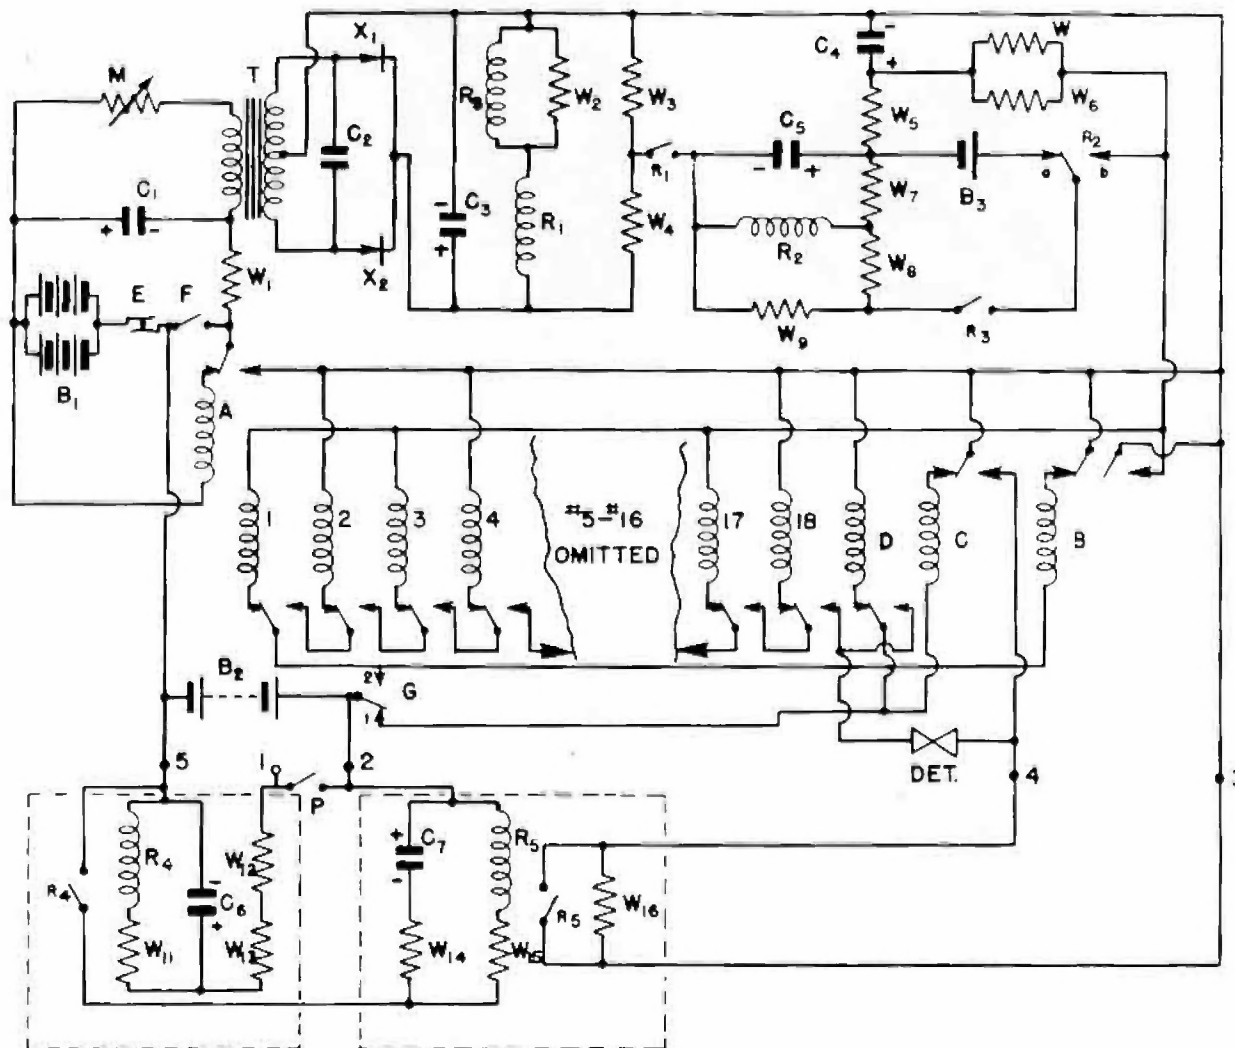 M
T
X1
X2
C1
C2
C3
C4
C5
R3
W2
W3
W
W6
W5
R1
W4
R1
R2
a
b
B3
W7
W8
R2
W9
R3
+
-
W1
E
F
B1
A
1
2
3
4
#5-#16
OMITTED
17
18
D
C
B
B2
2
1
G
5
1
2
P
DET.
4
3
R4
R4
W11
C6
W12
W13
C7
W14
R5
W15
R5
W16